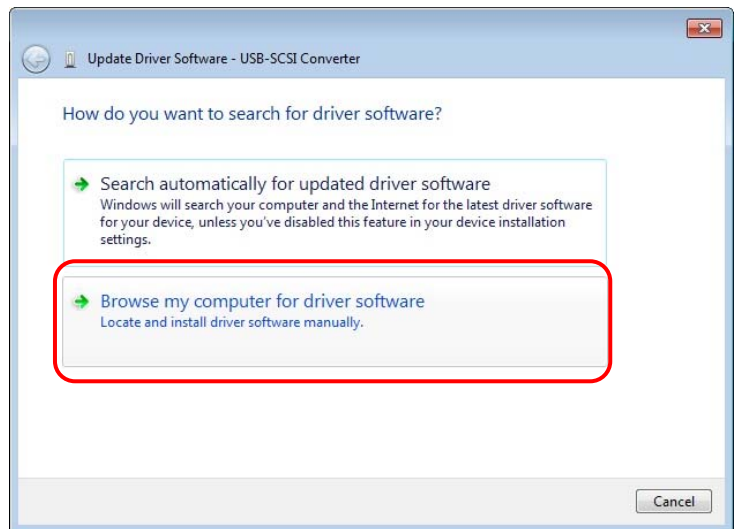 Update Driver Software - USB-SCSI Converter
How do you want to search for driver software?
Search automatically for updated driver software
Windows will search your computer and the Internet for the latest driver software
for your device, unless you've disabled this feature in your device installation
settings.
Browse my computer for driver software
Locate and install driver software manually.
Cancel